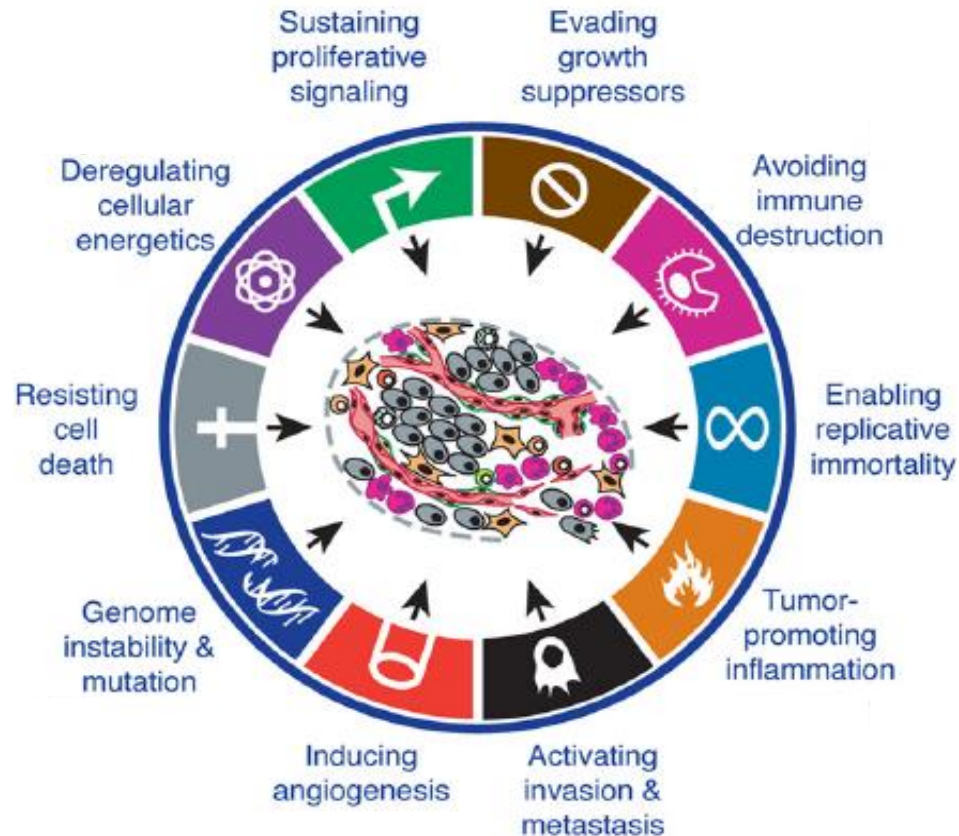 Sustaining
proliferative
signaling
Evading
growth
suppressors
Avoiding
immune
destruction
Enabling
replicative
immortality
Tumor-
promoting
inflammation
Activating
invasion &
metastasis
Inducing
angiogenesis
Genome
instability &
mutation
Resisting
cell
death
Deregulating
cellular
energetics